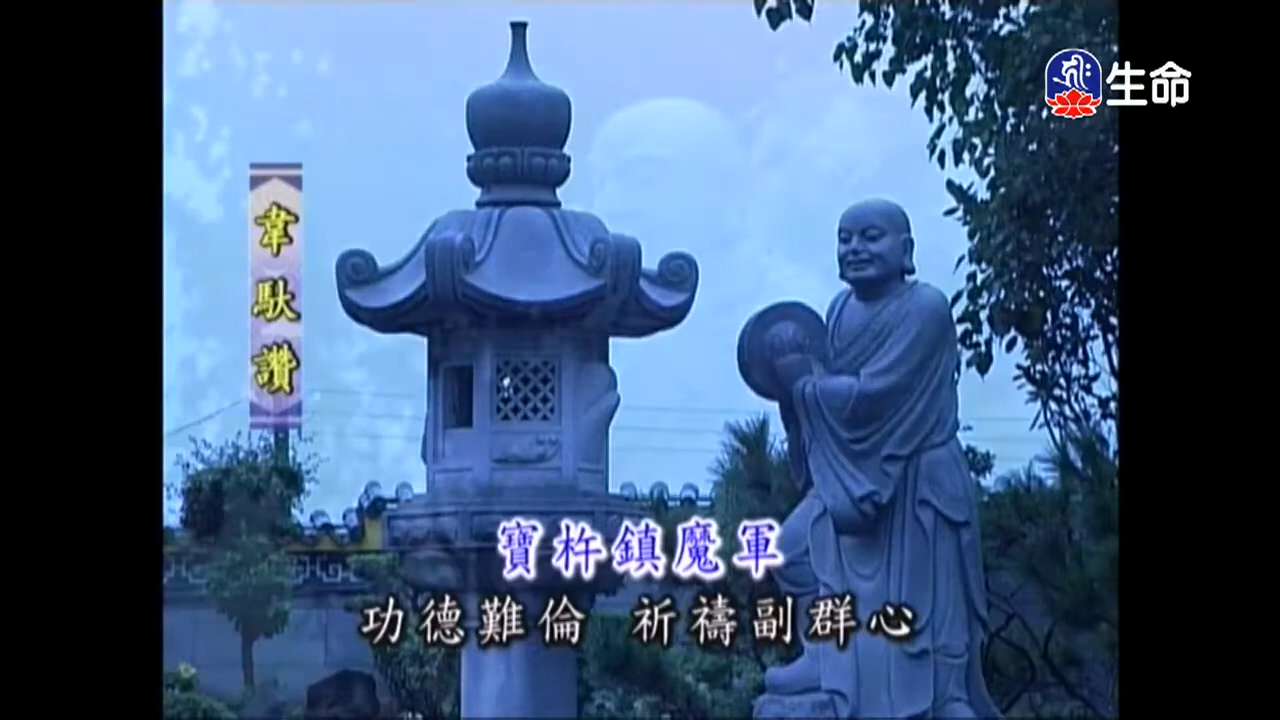 生命
韋馱讚
寶杵鎮魔軍
功德難倫 祈禱副群心